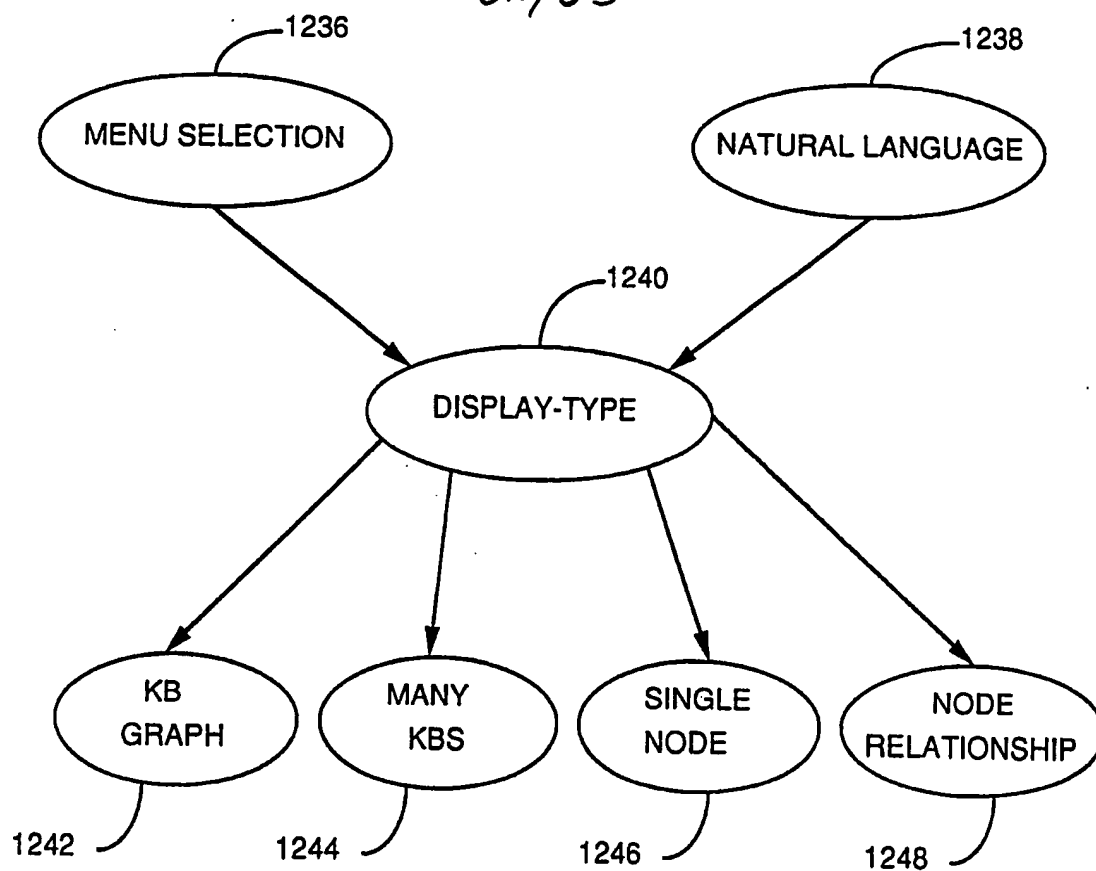 1236
1238
MENU SELECTION
NATURAL LANGUAGE
1240
DISPLAY-TYPE
KB
GRAPH
MANY
KBS
SINGLE
NODE
NODE
RELATIONSHIP
1242
1244
1246
1248